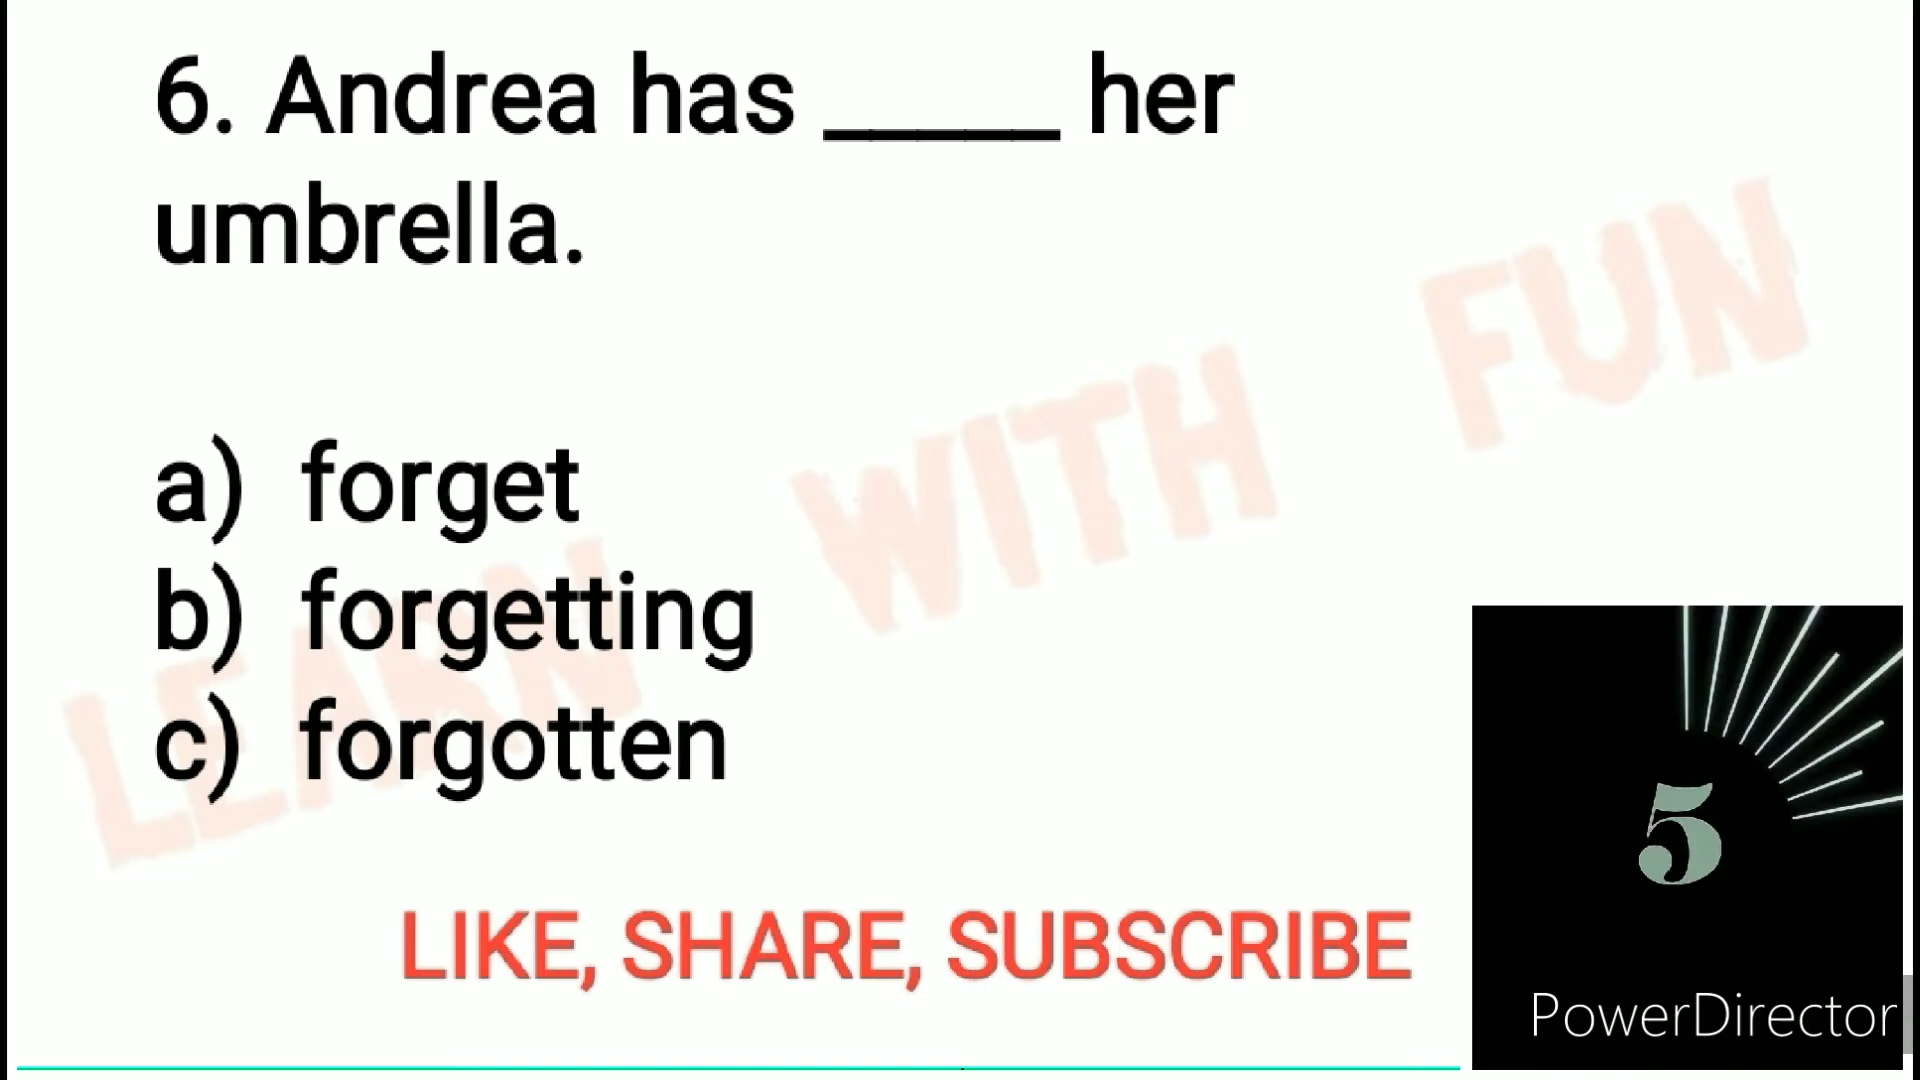 6. Andrea has _____ her
umbrella.
a) forget
b) forgetting
c) forgotten
LEARN WITH FUN
LIKE, SHARE, SUBSCRIBE
5
PowerDirector